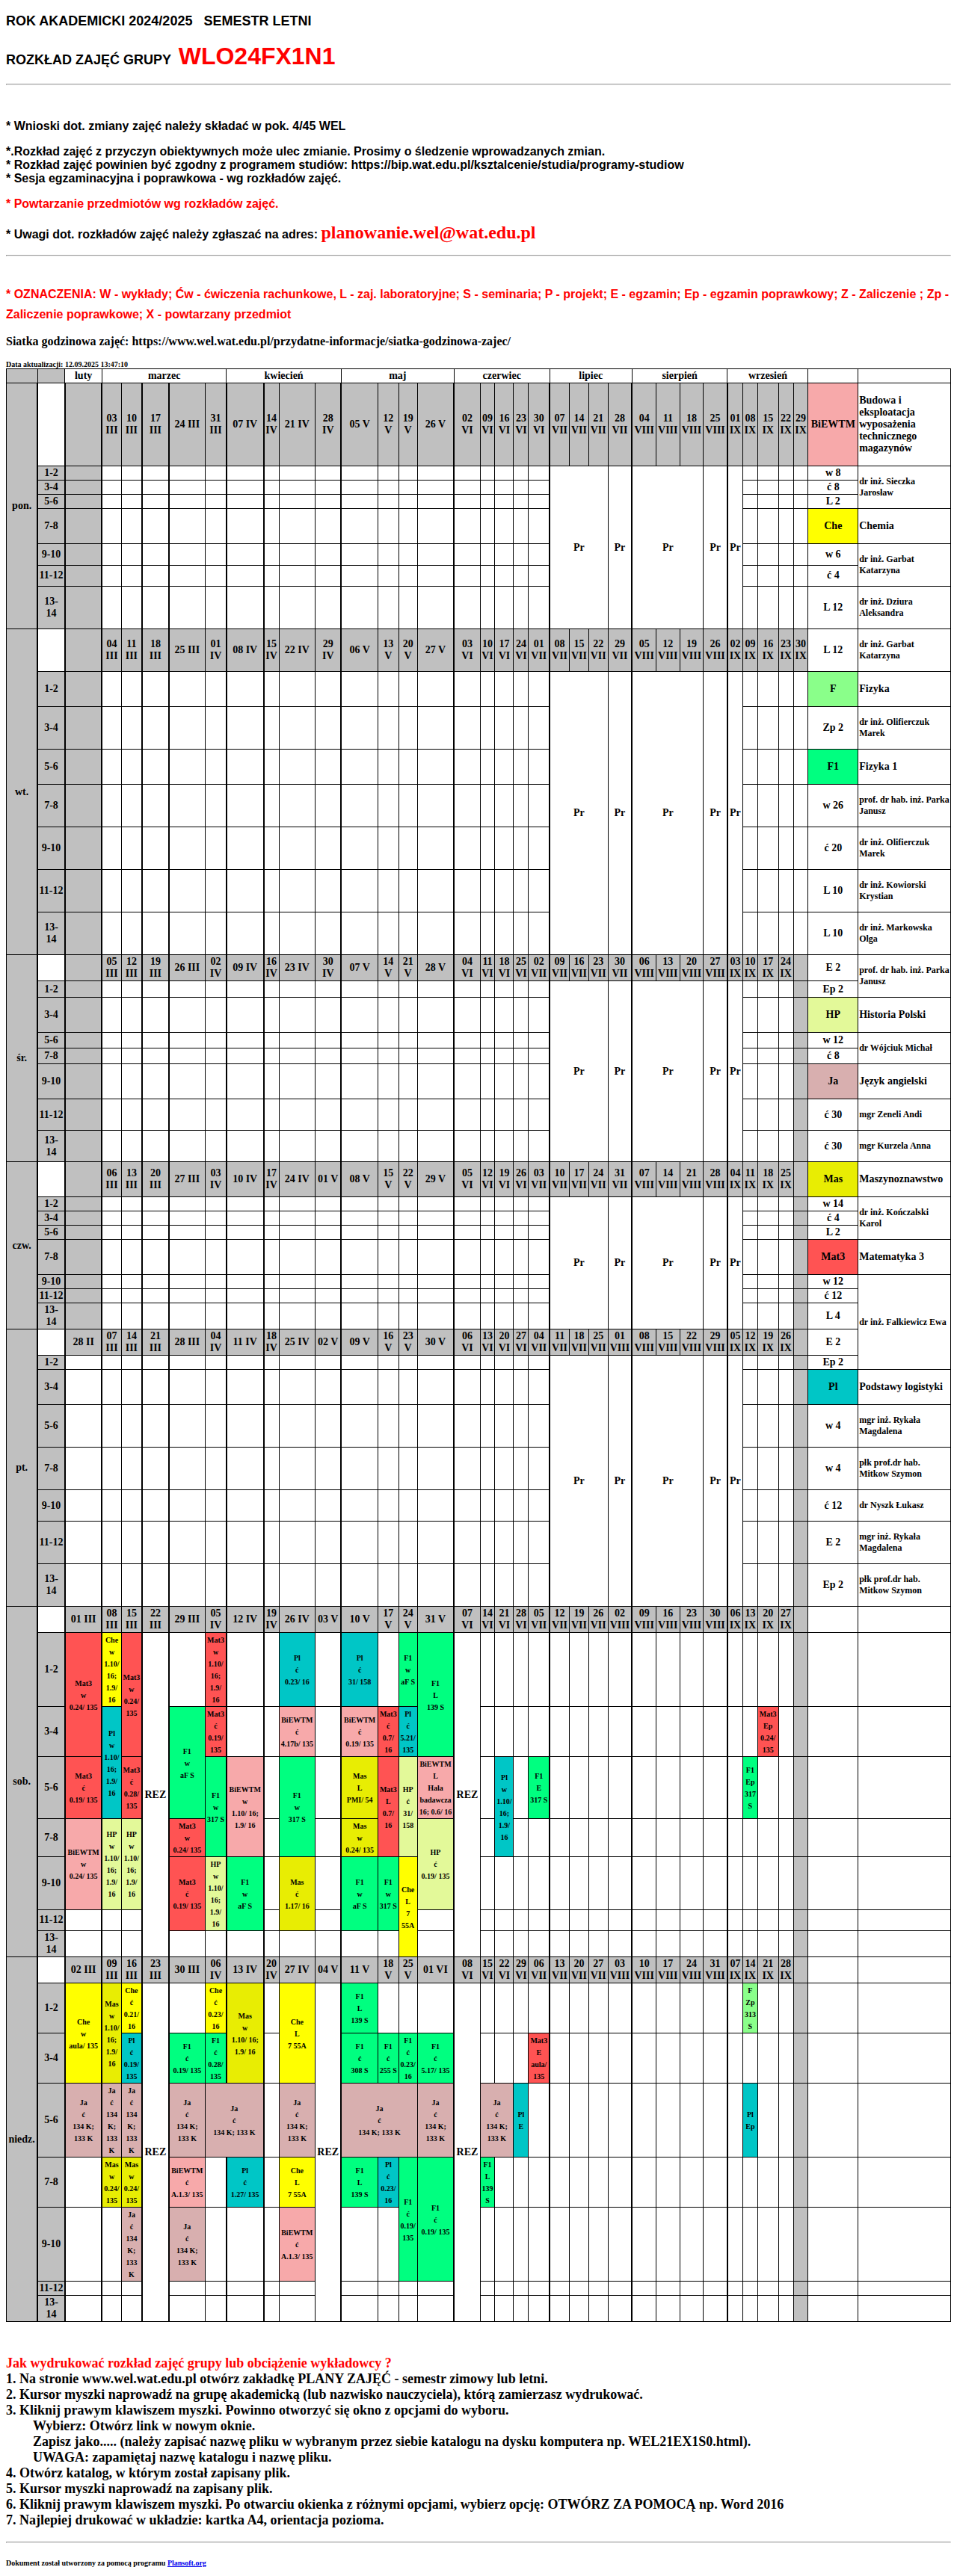 ROK AKADEMICKI 2024/2025 SEMESTR LETNI
ROZKŁAD ZAJĘĆ GRUPY WLO24FX1N1
* Wnioski dot. zmiany zajęć należy składać w pok. 4/45 WEL
*.Rozkład zajęć z przyczyn obiektywnych może ulec zmianie. Prosimy o śledzenie wprowadzanych zmian.
* Rozkład zajęć powinien być zgodny z programem studiów: https://bip.wat.edu.pl/ksztalcenie/studia/programy-studiow
* Sesja egzaminacyjna i poprawkowa - wg rozkładów zajęć.
* Powtarzanie przedmiotów wg rozkładów zajęć.
* Uwagi dot. rozkładów zajęć należy zgłaszać na adres: planowanie.wel@wat.edu.pl
* OZNACZENIA: W - wykłady; Ćw - ćwiczenia rachunkowe, L - zaj. laboratoryjne; S - seminaria; P - projekt; E - egzamin; Ep - egzamin poprawkowy; Z - Zaliczenie ; Zp -
Zaliczenie poprawkowe; X - powtarzany przedmiot
Siatka godzinowa zajęć: https://www.wel.wat.edu.pl/przydatne-informacje/siatka-godzinowa-zajec/
Data aktualizacji: 12.09.2025 13:47:10
luty marzec kwiecień maj czerwiec lipiec sierpień wrzesień
pon. 03 III 10 III 17 III 24 III 31 III 07 IV 14 IV 21 IV 28 IV 05 V 12 V 19 V 26 V 02 VI 09 VI 16 VI 23 VI 30 VI 07 VII 14 VII 21 VII 28 VII 04 VIII 11 VIII 18 VIII 25 VIII 01 IX 08 IX 15 IX 22 IX 29 IX BiEWTM Budowa i eksploatacja wyposażenia technicznego magazynów
1-2 w 8 dr inż. Sieczka Jarosław
3-4 ć 8
5-6 L 2
7-8 Pr Pr Pr Pr Pr Che Chemia
9-10 w 6 dr inż. Garbat Katarzyna
11-12 ć 4
13-14 L 12 dr inż. Dziura Aleksandra
wt. 04 III 11 III 18 III 25 III 01 IV 08 IV 15 IV 22 IV 29 IV 06 V 13 V 20 V 27 V 03 VI 10 VI 17 VI 24 VI 01 VII 08 VII 15 VII 22 VII 29 VII 05 VIII 12 VIII 19 VIII 26 VIII 02 IX 09 IX 16 IX 23 IX 30 IX L 12 dr inż. Garbat Katarzyna
1-2 F Fizyka
3-4 Zp 2 dr inż. Olifierczuk Marek
5-6 F1 Fizyka 1
7-8 Pr Pr Pr Pr Pr w 26 prof. dr hab. inż. Parka Janusz
9-10 ć 20 dr inż. Olifierczuk Marek
11-12 L 10 dr inż. Kowiorski Krystian
13-14 L 10 dr inż. Markowska Olga
śr. 05 III 12 III 19 III 26 III 02 IV 09 IV 16 IV 23 IV 30 IV 07 V 14 V 21 V 28 V 04 VI 11 VI 18 VI 25 VI 02 VII 09 VII 16 VII 23 VII 30 VII 06 VIII 13 VIII 20 VIII 27 VIII 03 IX 10 IX 17 IX 24 IX E 2 prof. dr hab. inż. Parka Janusz
1-2 Ep 2
3-4 HP Historia Polski
5-6 w 12 dr Wójciuk Michał
7-8 ć 8
9-10 Pr Pr Pr Pr Pr Ja Język angielski
11-12 ć 30 mgr Zeneli Andi
13-14 ć 30 mgr Kurzela Anna
czw. 06 III 13 III 20 III 27 III 03 IV 10 IV 17 IV 24 IV 01 V 08 V 15 V 22 V 29 V 05 VI 12 VI 19 VI 26 VI 03 VII 10 VII 17 VII 24 VII 31 VII 07 VIII 14 VIII 21 VIII 28 VIII 04 IX 11 IX 18 IX 25 IX Mas Maszynoznawstwo
1-2 w 14 dr inż. Kończalski Karol
3-4 ć 4
5-6 L 2
7-8 Pr Pr Pr Pr Pr Mat3 Matematyka 3
9-10 w 12 dr inż. Falkiewicz Ewa
11-12 ć 12
13-14 L 4
pt. 28 II 07 III 14 III 21 III 28 III 04 IV 11 IV 18 IV 25 IV 02 V 09 V 16 V 23 V 30 V 06 VI 13 VI 20 VI 27 VI 04 VII 11 VII 18 VII 25 VII 01 VIII 08 VIII 15 VIII 22 VIII 29 VIII 05 IX 12 IX 19 IX 26 IX E 2
1-2 Ep 2
3-4 Pl Podstawy logistyki
5-6 w 4 mgr inż. Rykała Magdalena
7-8 Pr Pr Pr Pr Pr w 4 płk prof.dr hab. Mitkow Szymon
9-10 ć 12 dr Nyszk Łukasz
11-12 E 2 mgr inż. Rykała Magdalena
13-14 Ep 2 płk prof.dr hab. Mitkow Szymon
sob. 01 III 08 III 15 III 22 III 29 III 05 IV 12 IV 19 IV 26 IV 03 V 10 V 17 V 24 V 31 V 07 VI 14 VI 21 VI 28 VI 05 VII 12 VII 19 VII 26 VII 02 VIII 09 VIII 16 VIII 23 VIII 30 VIII 06 IX 13 IX 20 IX 27 IX
1-2 Mat3 w 0.24/ 135 Che w 1.10/ 16; 1.9/ 16 Mat3 w 0.24/ 135 REZ Mat3 w 1.10/ 16; 1.9/ 16 Pl ć 0.23/ 16 Pl ć 31/ 158 F1 w aF S F1 L 139 S REZ
3-4 Pl w 1.10/ 16; 1.9/ 16 F1 w aF S Mat3 ć 0.19/ 135 BiEWTM ć 4.17b/ 135 BiEWTM ć 0.19/ 135 Mat3 ć 0.7/ 16 Pl ć 5.21/ 135 Mat3 Ep 0.24/ 135
5-6 Mat3 ć 0.19/ 135 Mat3 ć 0.28/ 135 F1 w 317 S BiEWTM w 1.10/ 16; 1.9/ 16 F1 w 317 S Mas L PMI/ 54 Mat3 L 0.7/ 16 HP ć 31/ 158 BiEWTM L Hala badawcza 16; 0.6/ 16 Pl w 1.10/ 16; 1.9/ 16 F1 E 317 S F1 Ep 317 S
7-8 BiEWTM w 0.24/ 135 HP w 1.10/ 16; 1.9/ 16 HP w 1.10/ 16; 1.9/ 16 Mat3 w 0.24/ 135 Mas w 0.24/ 135 HP ć 0.19/ 135
9-10 Mat3 ć 0.19/ 135 HP w 1.10/ 16; 1.9/ 16 F1 w aF S Mas ć 1.17/ 16 F1 w aF S F1 w 317 S Che L 7 55A
11-12
13-14
niedz. 02 III 09 III 16 III 23 III 30 III 06 IV 13 IV 20 IV 27 IV 04 V 11 V 18 V 25 V 01 VI 08 VI 15 VI 22 VI 29 VI 06 VII 13 VII 20 VII 27 VII 03 VIII 10 VIII 17 VIII 24 VIII 31 VIII 07 IX 14 IX 21 IX 28 IX
1-2 Che w aula/ 135 Mas w 1.10/ 16; 1.9/ 16 Che ć 0.21/ 16 REZ Che ć 0.23/ 16 Mas w 1.10/ 16; 1.9/ 16 Che L 7 55A REZ F1 L 139 S REZ F Zp 313 S
3-4 Pl ć 0.19/ 135 F1 ć 0.19/ 135 F1 ć 0.28/ 135 F1 ć 308 S F1 ć 255 S F1 ć 0.23/ 16 F1 ć 5.17/ 135 Mat3 E aula/ 135
5-6 Ja ć 134 K; 133 K Ja ć 134 K; 133 K Ja ć 134 K; 133 K Ja ć 134 K; 133 K Ja ć 134 K; 133 K Ja ć 134 K; 133 K Ja ć 134 K; 133 K Ja ć 134 K; 133 K Ja ć 134 K; 133 K Pl E Pl Ep
7-8 Mas w 0.24/ 135 Mas w 0.24/ 135 BiEWTM ć A.1.3/ 135 Pl ć 1.27/ 135 Che L 7 55A F1 L 139 S Pl ć 0.23/ 16 F1 ć 0.19/ 135 F1 ć 0.19/ 135 F1 L 139 S
9-10 Ja ć 134 K; 133 K Ja ć 134 K; 133 K BiEWTM ć A.1.3/ 135
11-12
13-14
Jak wydrukować rozkład zajęć grupy lub obciążenie wykładowcy ?
1. Na stronie www.wel.wat.edu.pl otwórz zakładkę PLANY ZAJĘĆ - semestr zimowy lub letni.
2. Kursor myszki naprowadź na grupę akademicką (lub nazwisko nauczyciela), którą zamierzasz wydrukować.
3. Kliknij prawym klawiszem myszki. Powinno otworzyć się okno z opcjami do wyboru.
Wybierz: Otwórz link w nowym oknie.
Zapisz jako..... (należy zapisać nazwę pliku w wybranym przez siebie katalogu na dysku komputera np. WEL21EX1S0.html).
UWAGA: zapamiętaj nazwę katalogu i nazwę pliku.
4. Otwórz katalog, w którym został zapisany plik.
5. Kursor myszki naprowadź na zapisany plik.
6. Kliknij prawym klawiszem myszki. Po otwarciu okienka z różnymi opcjami, wybierz opcję: OTWÓRZ ZA POMOCĄ np. Word 2016
7. Najlepiej drukować w układzie: kartka A4, orientacja pozioma.
Dokument został utworzony za pomocą programu Plansoft.org